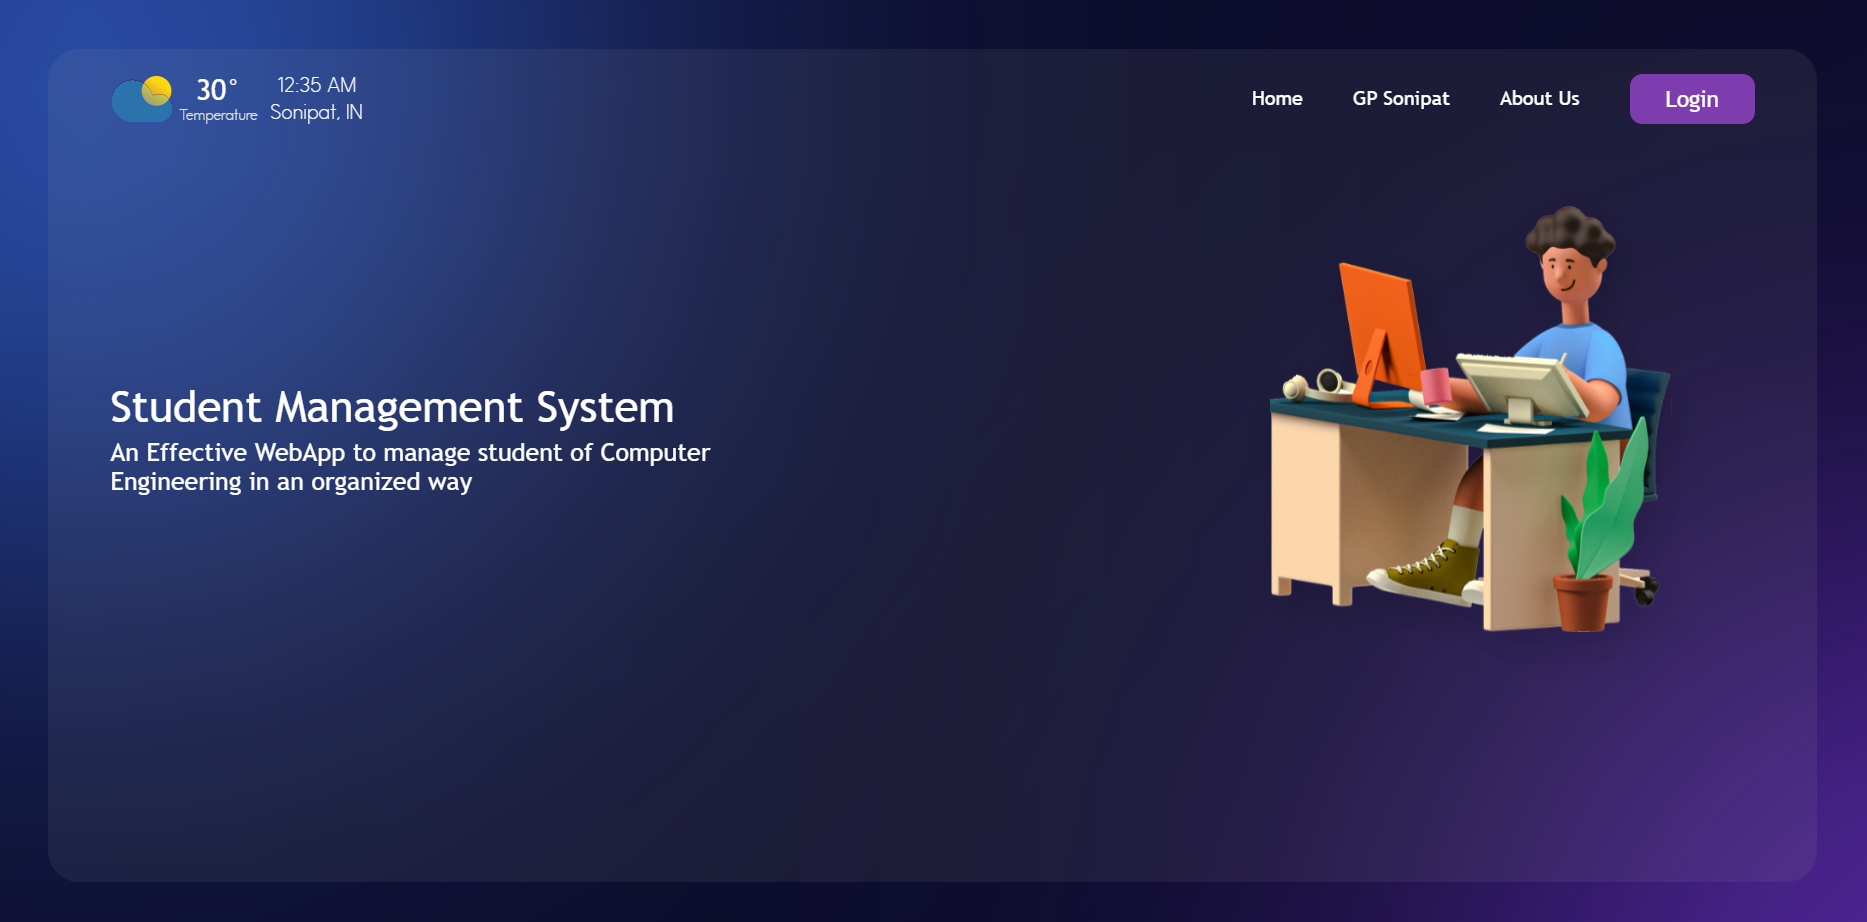 30°
Temperature
12:35 AM
Sonipat, IN
Home
GP Sonipat
About Us
Login
Student Management System
An Effective WebApp to manage student of Computer
Engineering in an organized way